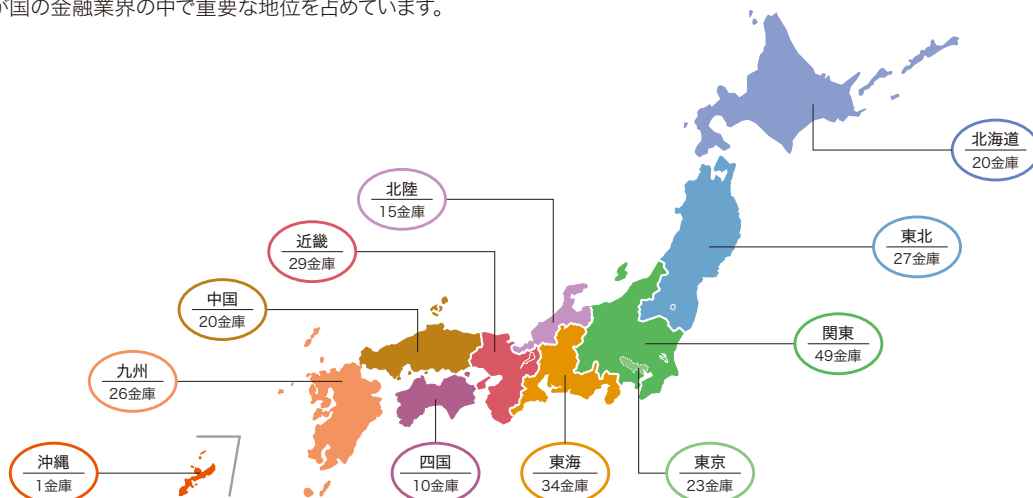 が国の金融業界の中で重要な地位を占めています。
北海道
20金庫
北陸
15金庫
東北
27金庫
近畿
29金庫
中国
20金庫
関東
49金庫
九州
26金庫
沖縄
1金庫
四国
10金庫
東海
34金庫
東京
23金庫